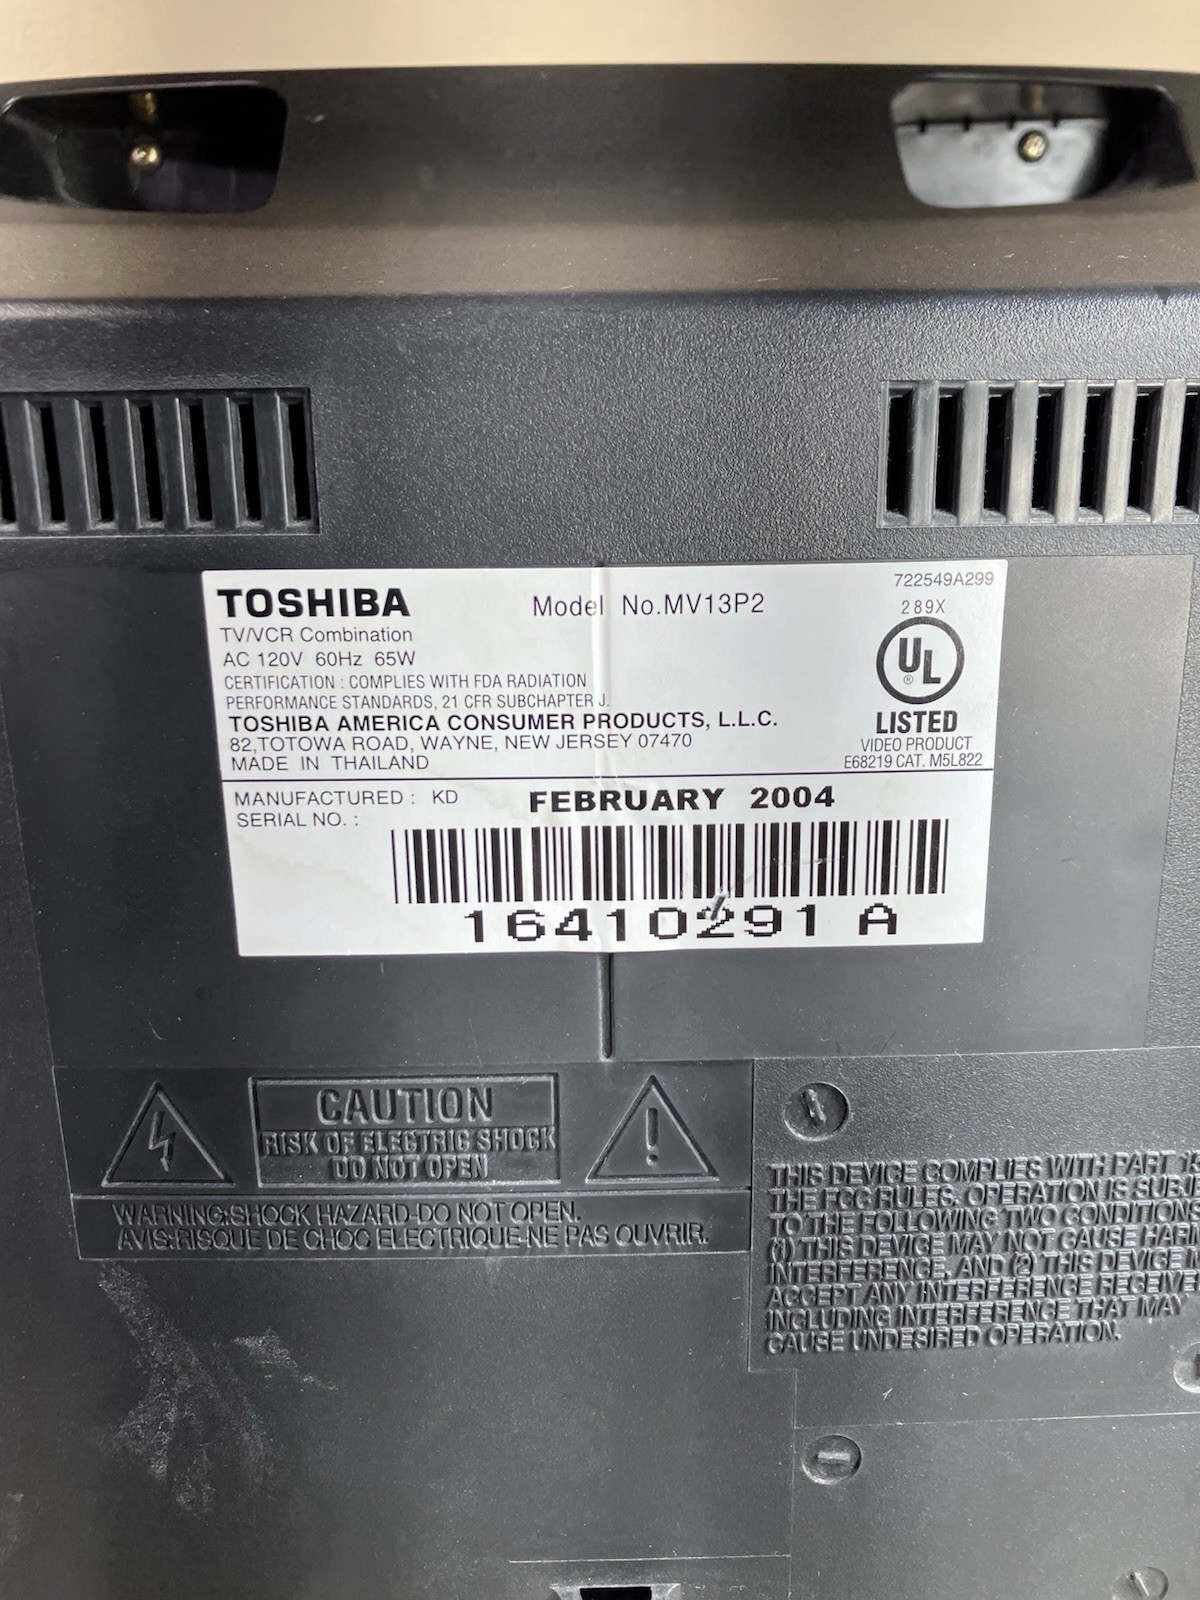 TOSHIBA
Model No.MV13P2
722549A299
289X
TV/VCR Combination
AC 120V 60Hz 65W
CERTIFICATION : COMPLIES WITH FDA RADIATION
PERFORMANCE STANDARDS, 21 CFR SUBCHAPTER J.
TOSHIBA AMERICA CONSUMER PRODUCTS, L.L.C.
82,TOTOWA ROAD, WAYNE, NEW JERSEY 07470
MADE IN THAILAND
UL
®
LISTED
VIDEO PRODUCT
E68219 CAT. M5L822
MANUFACTURED : KD FEBRUARY 2004
SERIAL NO. :
16410291 A
CAUTION
RISK OF ELECTRIC SHOCK
DO NOT OPEN
WARNING:SHOCK HAZARD-DO NOT OPEN.
AVIS:RISQUE DE CHOC ELECTRIQUE-NE PAS OUVRIR.
THIS DEVICE COMPLIES WITH PART 15
THE FCC RULES. OPERATION IS SUBJ
TO THE FOLLOWING TWO CONDITIONS
(1) THIS DEVICE MAY NOT CAUSE HARM
INTERFERENCE, AND (2) THIS DEVICE M
ACCEPT ANY INTERFERENCE RECEIVE
INCLUDING INTERFERENCE THAT MAY
CAUSE UNDESIRED OPERATION.